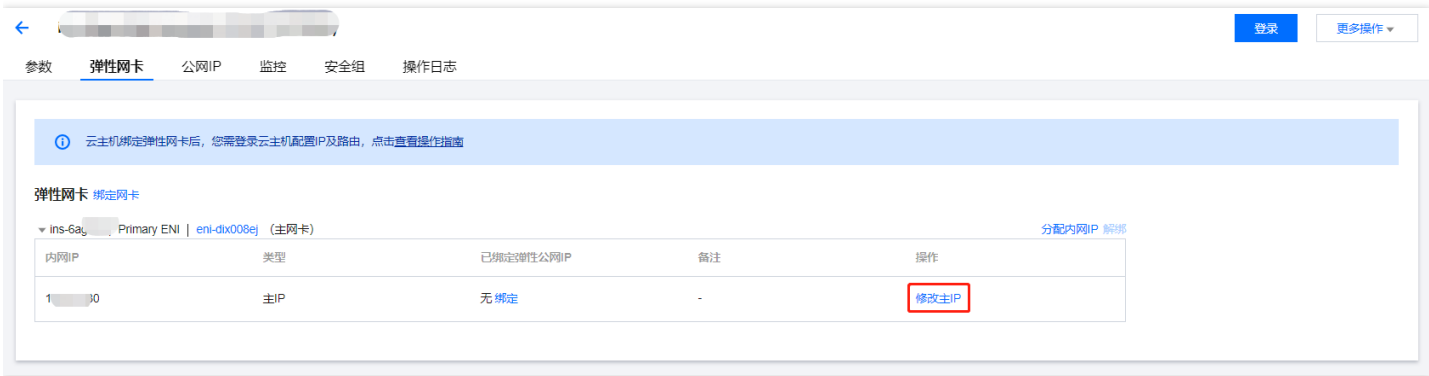 登录 更多操作
参数 弹性网卡 公网IP 监控 安全组 操作日志
云主机绑定弹性网卡后，您需登录云主机配置IP及路由，点击查看操作指南
弹性网卡 绑定网卡
ins-6ag Primary ENI | eni-dix008ej (主网卡) 分配内网IP 解绑
内网IP 类型 已绑定弹性公网IP 备注 操作
主IP 无 绑定 - 修改主IP